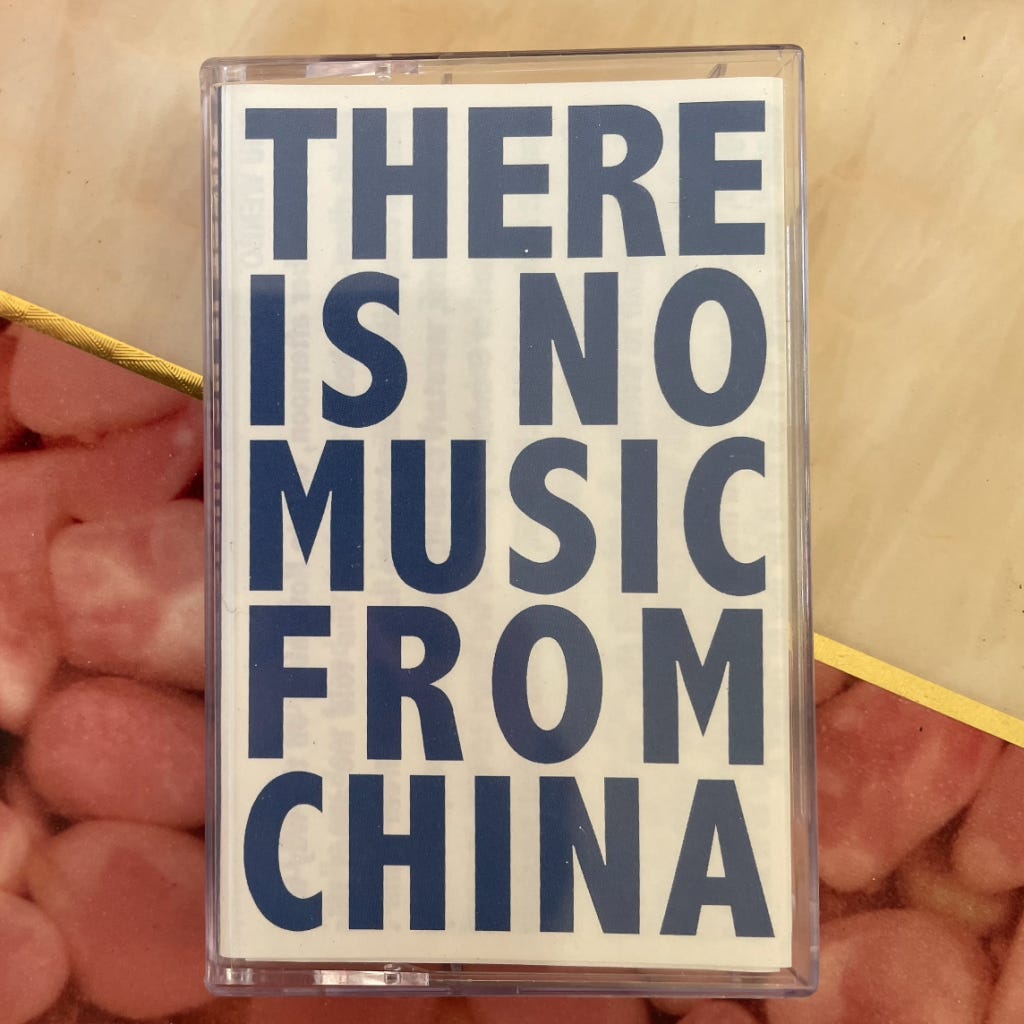 THERE
IS NO
MUSIC
FROM
CHINA